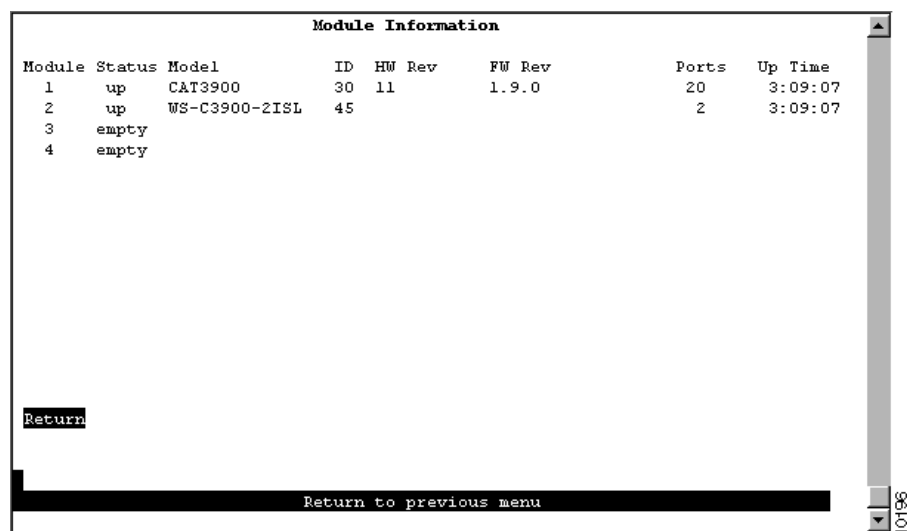 Module Information
Module Status Model ID HW Rev FW Rev Ports Up Time
1 up CAT3900 30 11 1.9.0 20 3:09:07
2 up WS-C3900-2ISL 45 2 3:09:07
3 empty
4 empty
Return
Return to previous menu
0196